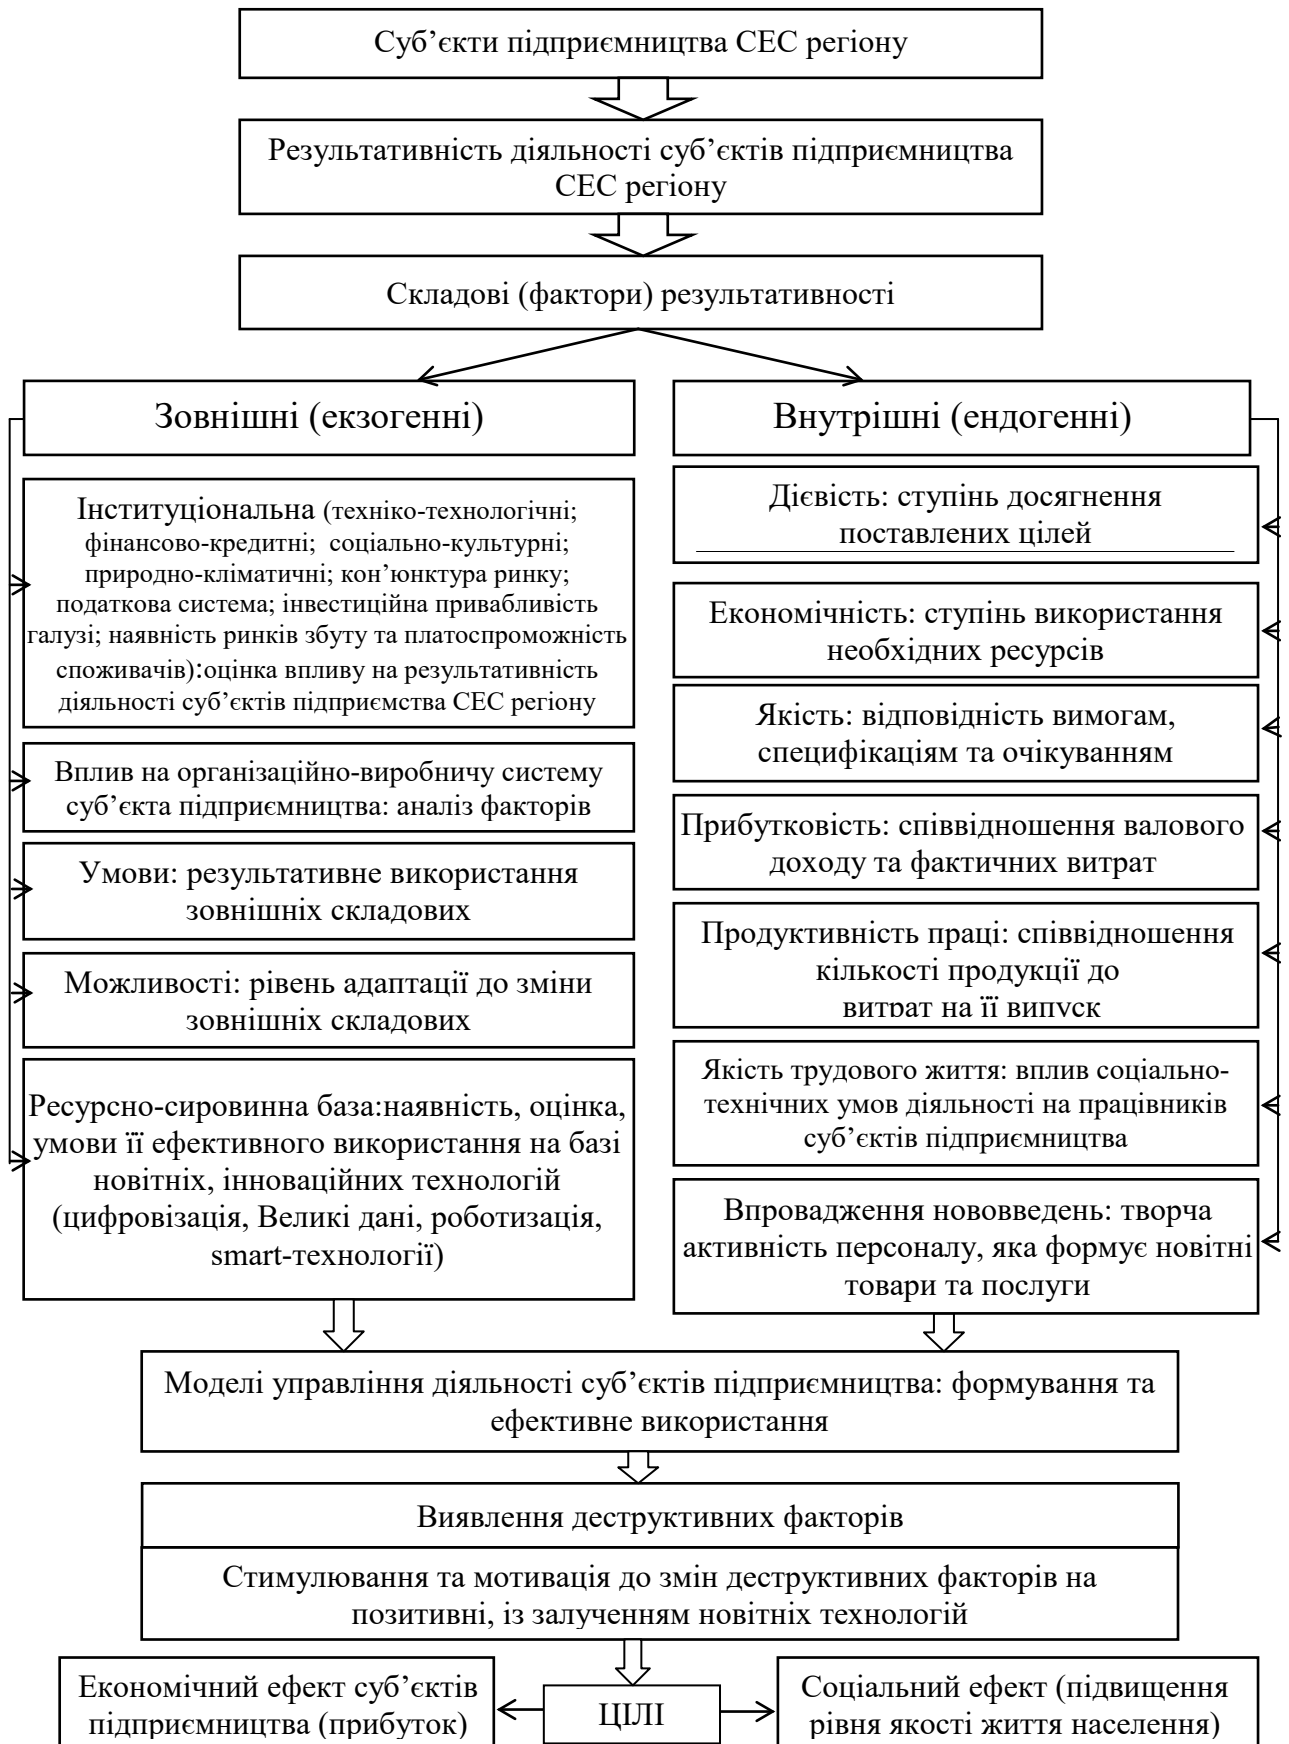 Суб’єкти підприємництва СЕС регіону
Результативність діяльності суб’єктів підприємництва
СЕС регіону
Складові (фактори) результативності
Зовнішні (екзогенні)
Інституціональна (техніко-технологічні;
фінансово-кредитні; соціально-культурні;
природно-кліматичні; кон’юнктура ринку;
податкова система; інвестиційна привабливість
галузі; наявність ринків збуту та платоспроможність
споживачів):оцінка впливу на результативність
діяльності суб’єктів підприємства СЕС регіону
Вплив на організаційно-виробничу систему
суб’єкта підприємництва: аналіз факторів
Умови: результативне використання
зовнішніх складових
Можливості: рівень адаптації до зміни
зовнішніх складових
Ресурсно-сировинна база:наявність, оцінка,
умови її ефективного використання на базі
новітніх, інноваційних технологій
(цифровізація, Великі дані, роботизація,
smart-технології)
Внутрішні (ендогенні)
Дієвість: ступінь досягнення
поставлених цілей
Економічність: ступінь використання
необхідних ресурсів
Якість: відповідність вимогам,
специфікаціям та очікуванням
Прибутковість: співвідношення валового
доходу та фактичних витрат
Продуктивність праці: співвідношення
кількості продукції до
витрат на її випуск
Якість трудового життя: вплив соціально-
технічних умов діяльності на працівників
суб’єктів підприємництва
Впровадження нововведень: творча
активність персоналу, яка формує новітні
товари та послуги
Моделі управління діяльності суб’єктів підприємництва: формування та
ефективне використання
Виявлення деструктивних факторів
Стимулювання та мотивація до змін деструктивних факторів на
позитивні, із залученням новітніх технологій
Економічний ефект суб’єктів
підприємництва (прибуток)
ЦІЛІ
Соціальний ефект (підвищення
рівня якості життя населення)